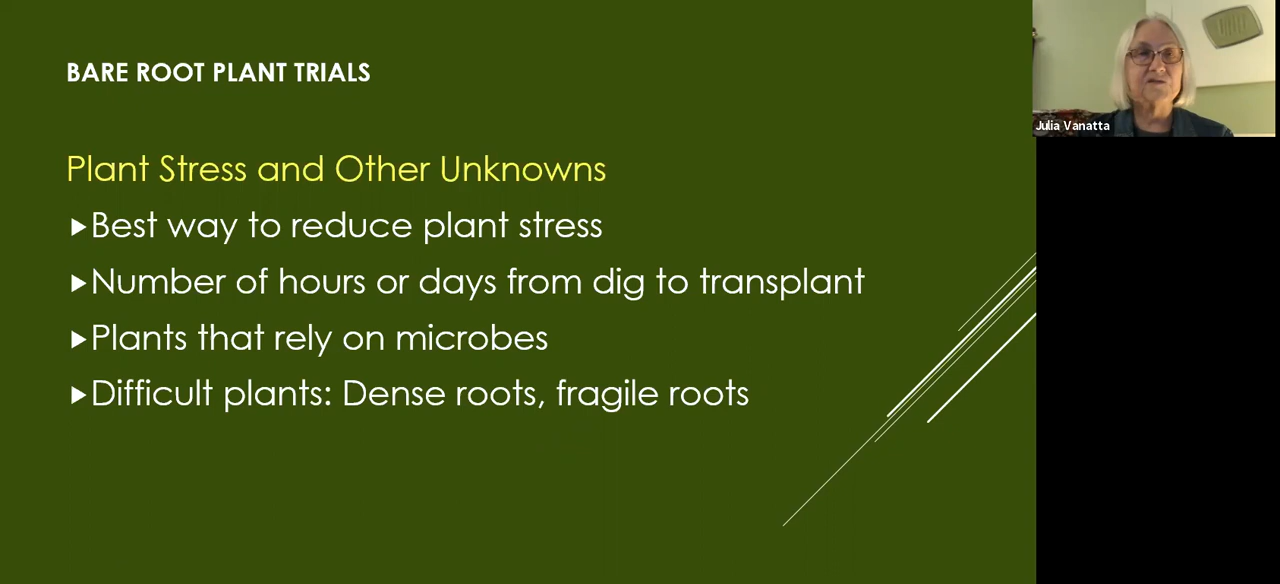 BARE ROOT PLANT TRIALS
Plant Stress and Other Unknowns
Best way to reduce plant stress
Number of hours or days from dig to transplant
Plants that rely on microbes
Difficult plants: Dense roots, fragile roots
Julia Vanatta